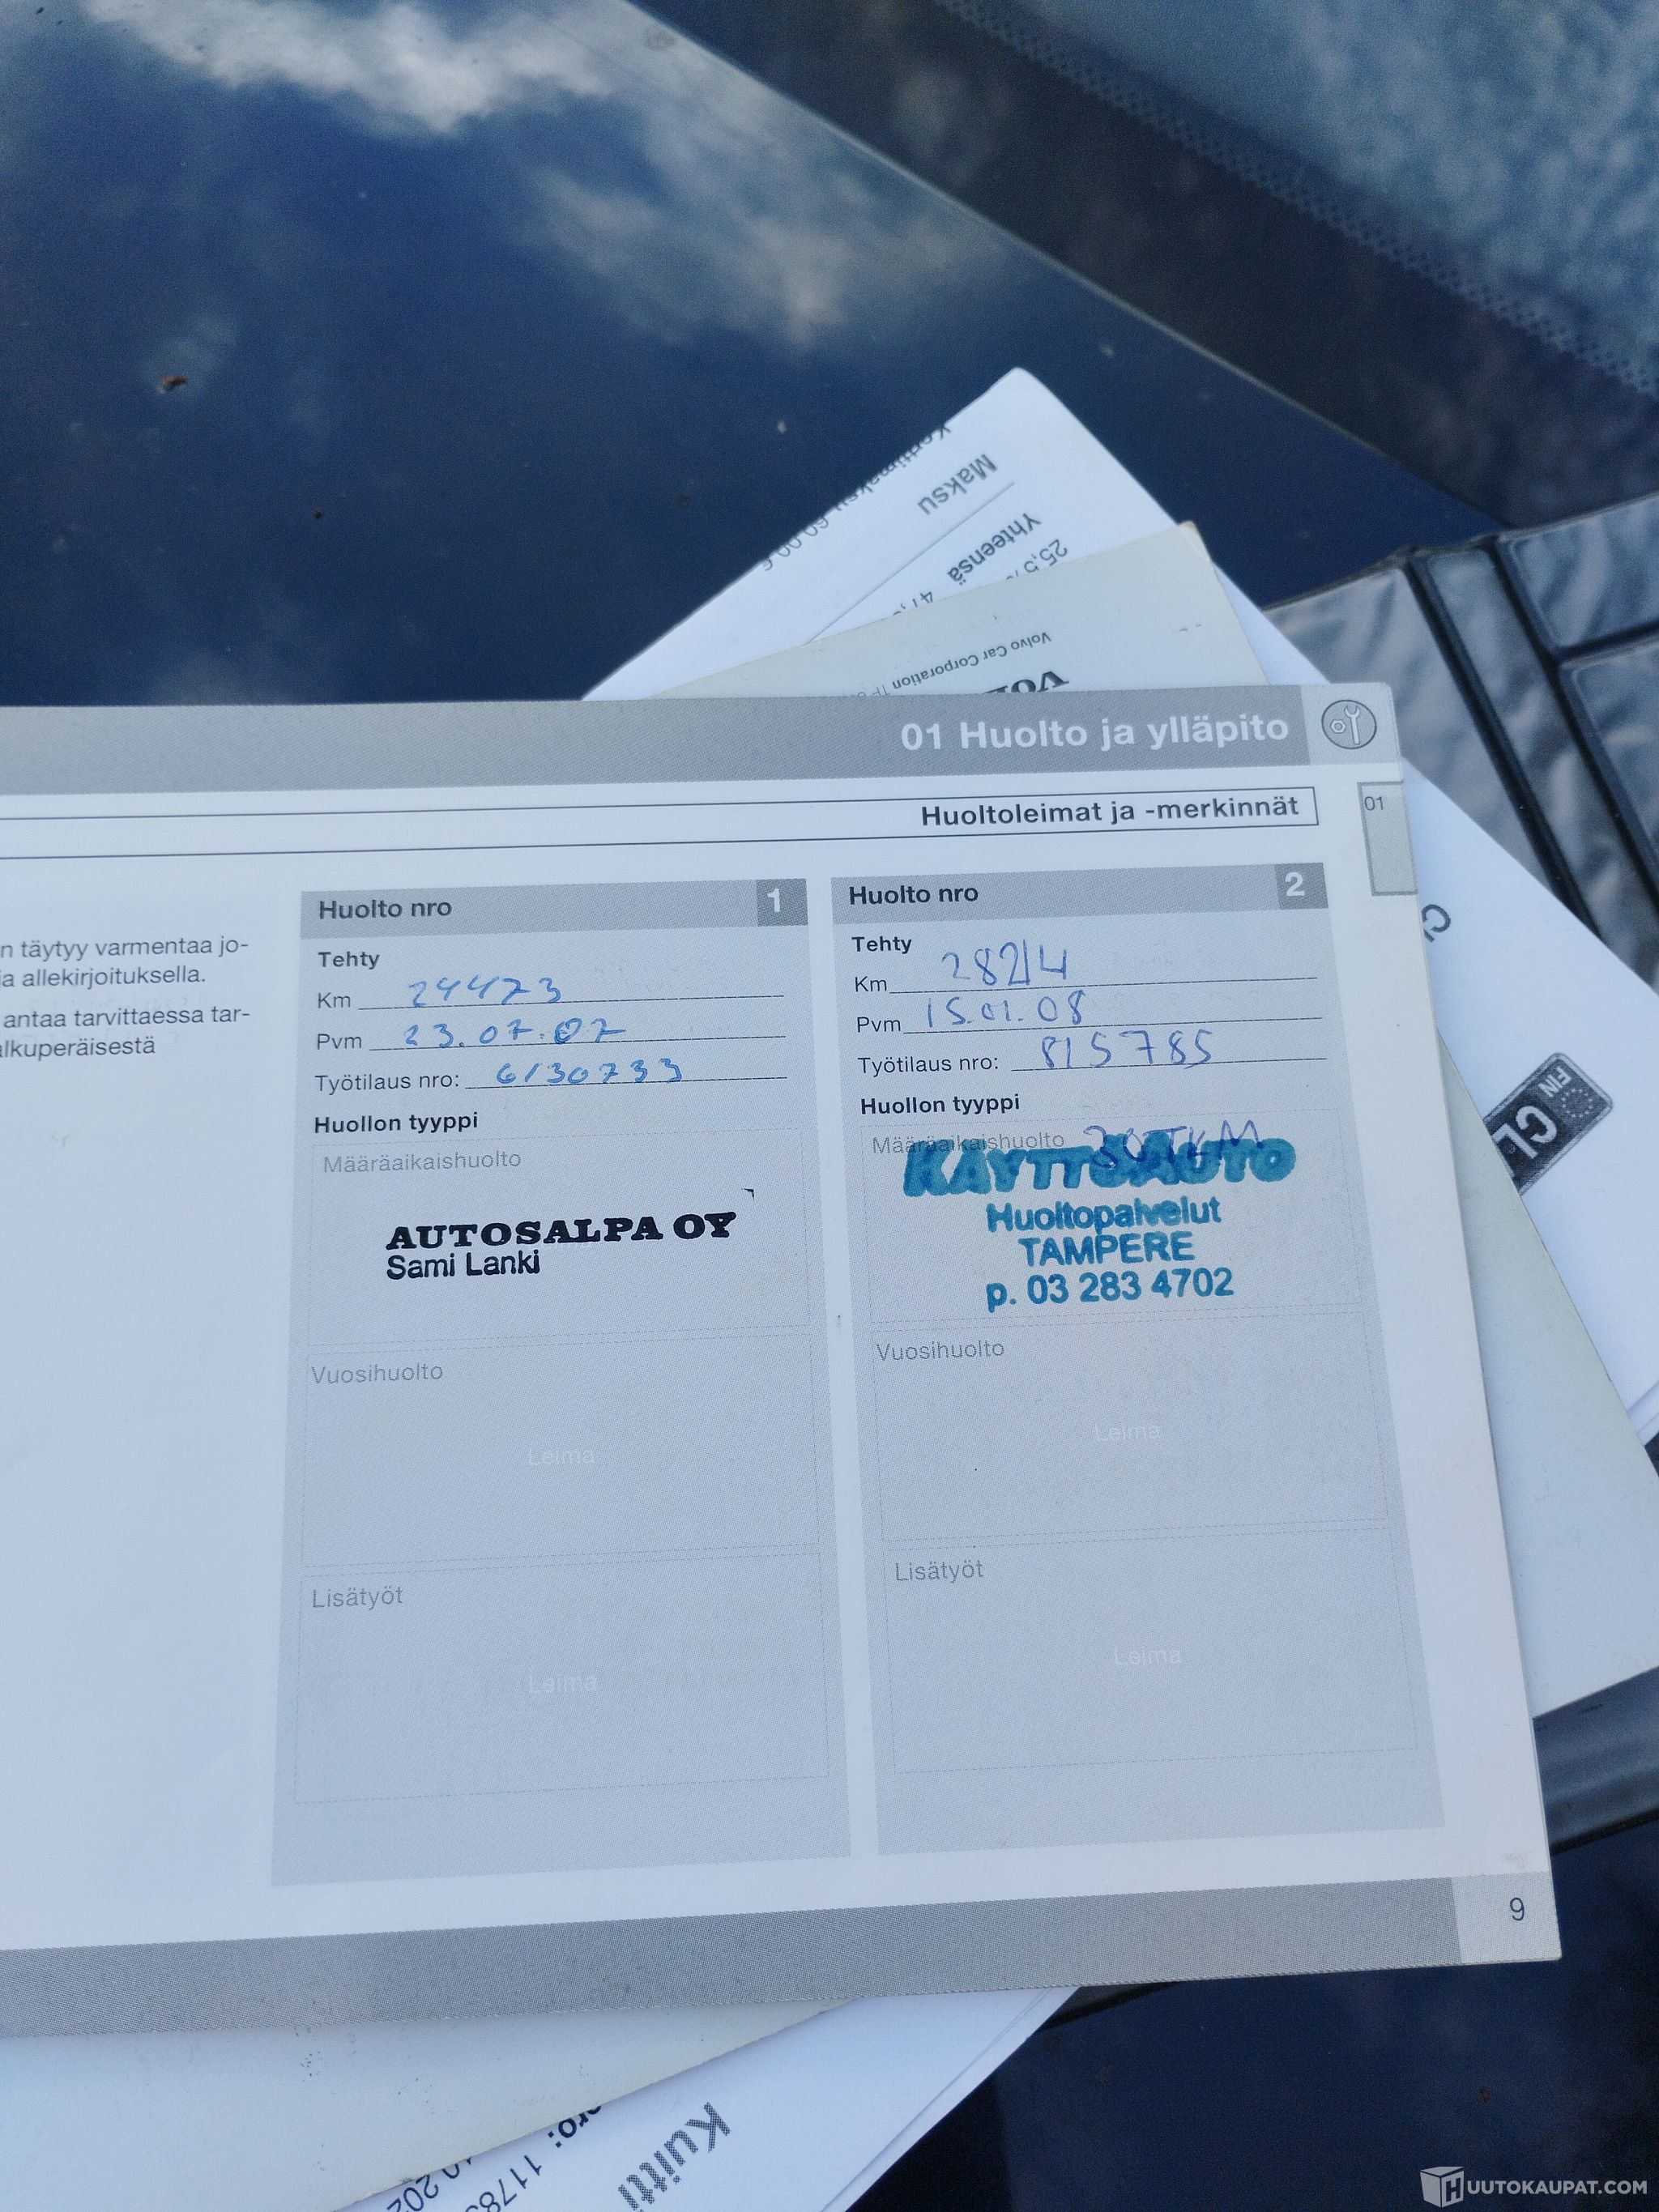 Maksu
Yhteensä
Volvo Car Corporation
01 Huolto ja ylläpito
Huoltoleimat ja -merkinnät
01
n täytyy varmentaa jo-
ja allekirjoituksella.
antaa tarvittaessa tar-
alkuperäisestä
Huolto nro 1
Tehty
Km 24473
Pvm 23.07.07
Työtilaus nro: 6130733
Huollon tyyppi
Määräaikaishuolto
AUTOSALPA OY
Sami Lanki
Vuosihuolto
Leima
Lisätyöt
Leima
Huolto nro 2
Tehty
Km 28214
Pvm 15.01.08
Työtilaus nro: 815785
Huollon tyyppi
Määräaikaishuolto 30TKM
KÄYTTÖAUTO
Huoltopalvelut
TAMPERE
p. 03 283 4702
Vuosihuolto
Leima
Lisätyöt
Leima
FIN
CL
9
Kuitti
HUUTOKAUPAT.COM